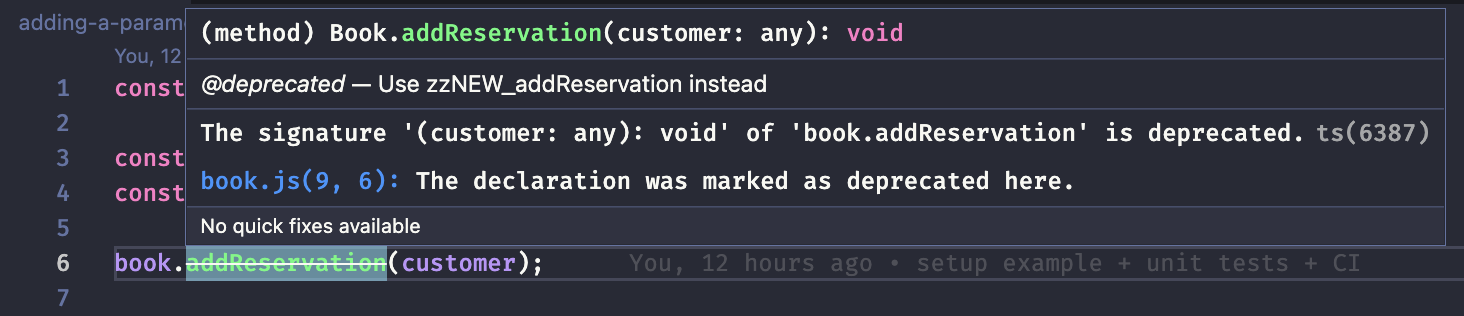 adding-a-param
(method) Book.addReservation(customer: any): void
You, 12
@deprecated — Use zzNEW_addReservation instead
1 const
2
The signature '(customer: any): void' of 'book.addReservation' is deprecated. ts(6387)
3 const
book.js(9, 6): The declaration was marked as deprecated here.
4 const
5
No quick fixes available
6 book.addReservation(customer); You, 12 hours ago • setup example + unit tests + CI
7